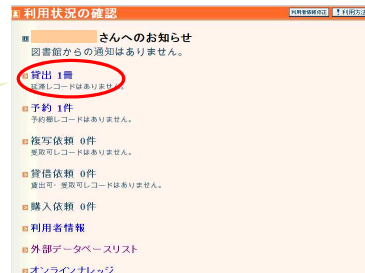 利用状況の確認
利用者情報修正 ！利用方法
さんへのお知らせ
図書館からの通知はありません。
貸出 1冊
延滞レコードはありません。
予約 1件
予約棚レコードはありません。
複写依頼 0件
受取可レコードはありません。
貸借依頼 0件
貸出可・受取可レコードはありません。
購入依頼 0件
利用者情報
外部データベースリスト
オンラインナレッジ